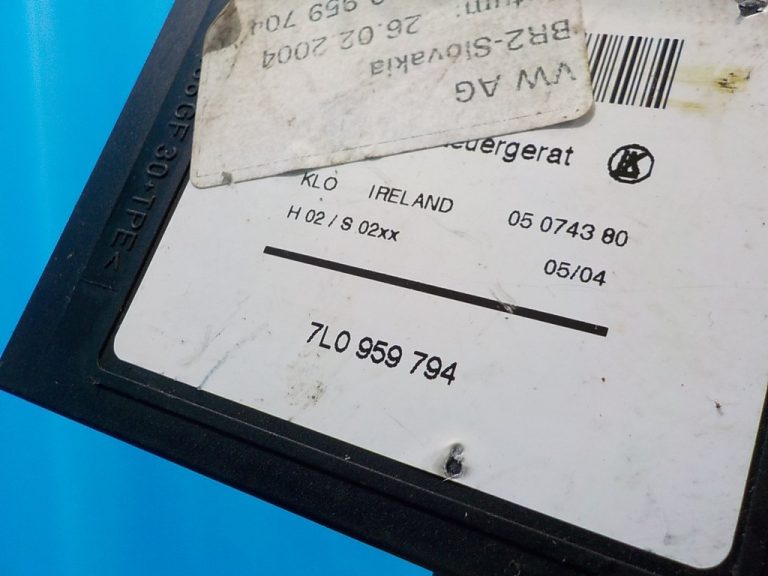 959 704
26.02 2004
BR2-Slovakia
VW AG
GF 30+TPE<
KLO IRELAND 05 0743 80
H 02 / S 02xx 05/04
7L0 959 794